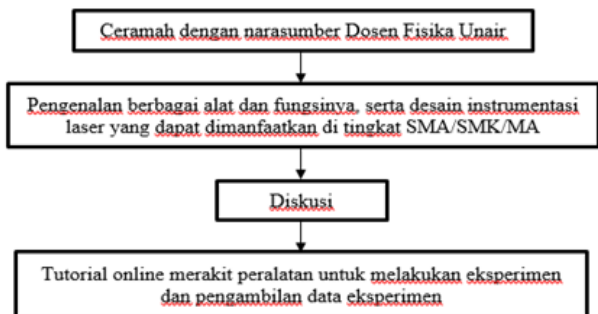 Ceramah dengan narasumber Dosen Fisika Unair
Pengenalan berbagai alat dan fungsinya, serta desain instrumentasi
laser yang dapat dimanfaatkan di tingkat SMA/SMK/MA
Diskusi
Tutorial online merakit peralatan untuk melakukan eksperimen
dan pengambilan data eksperimen